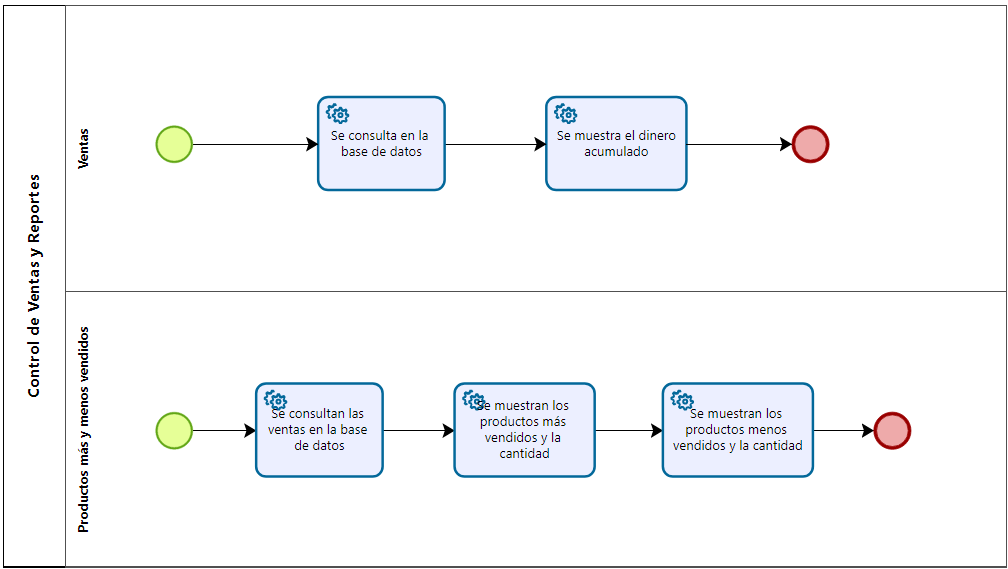 Control de Ventas y Reportes
Ventas
Se consulta en la
base de datos
Se muestra el dinero
acumulado
Productos más y menos vendidos
Se consultan las
ventas en la base
de datos
Se muestran los
productos más
vendidos y la
cantidad
Se muestran los
productos menos
vendidos y la cantidad